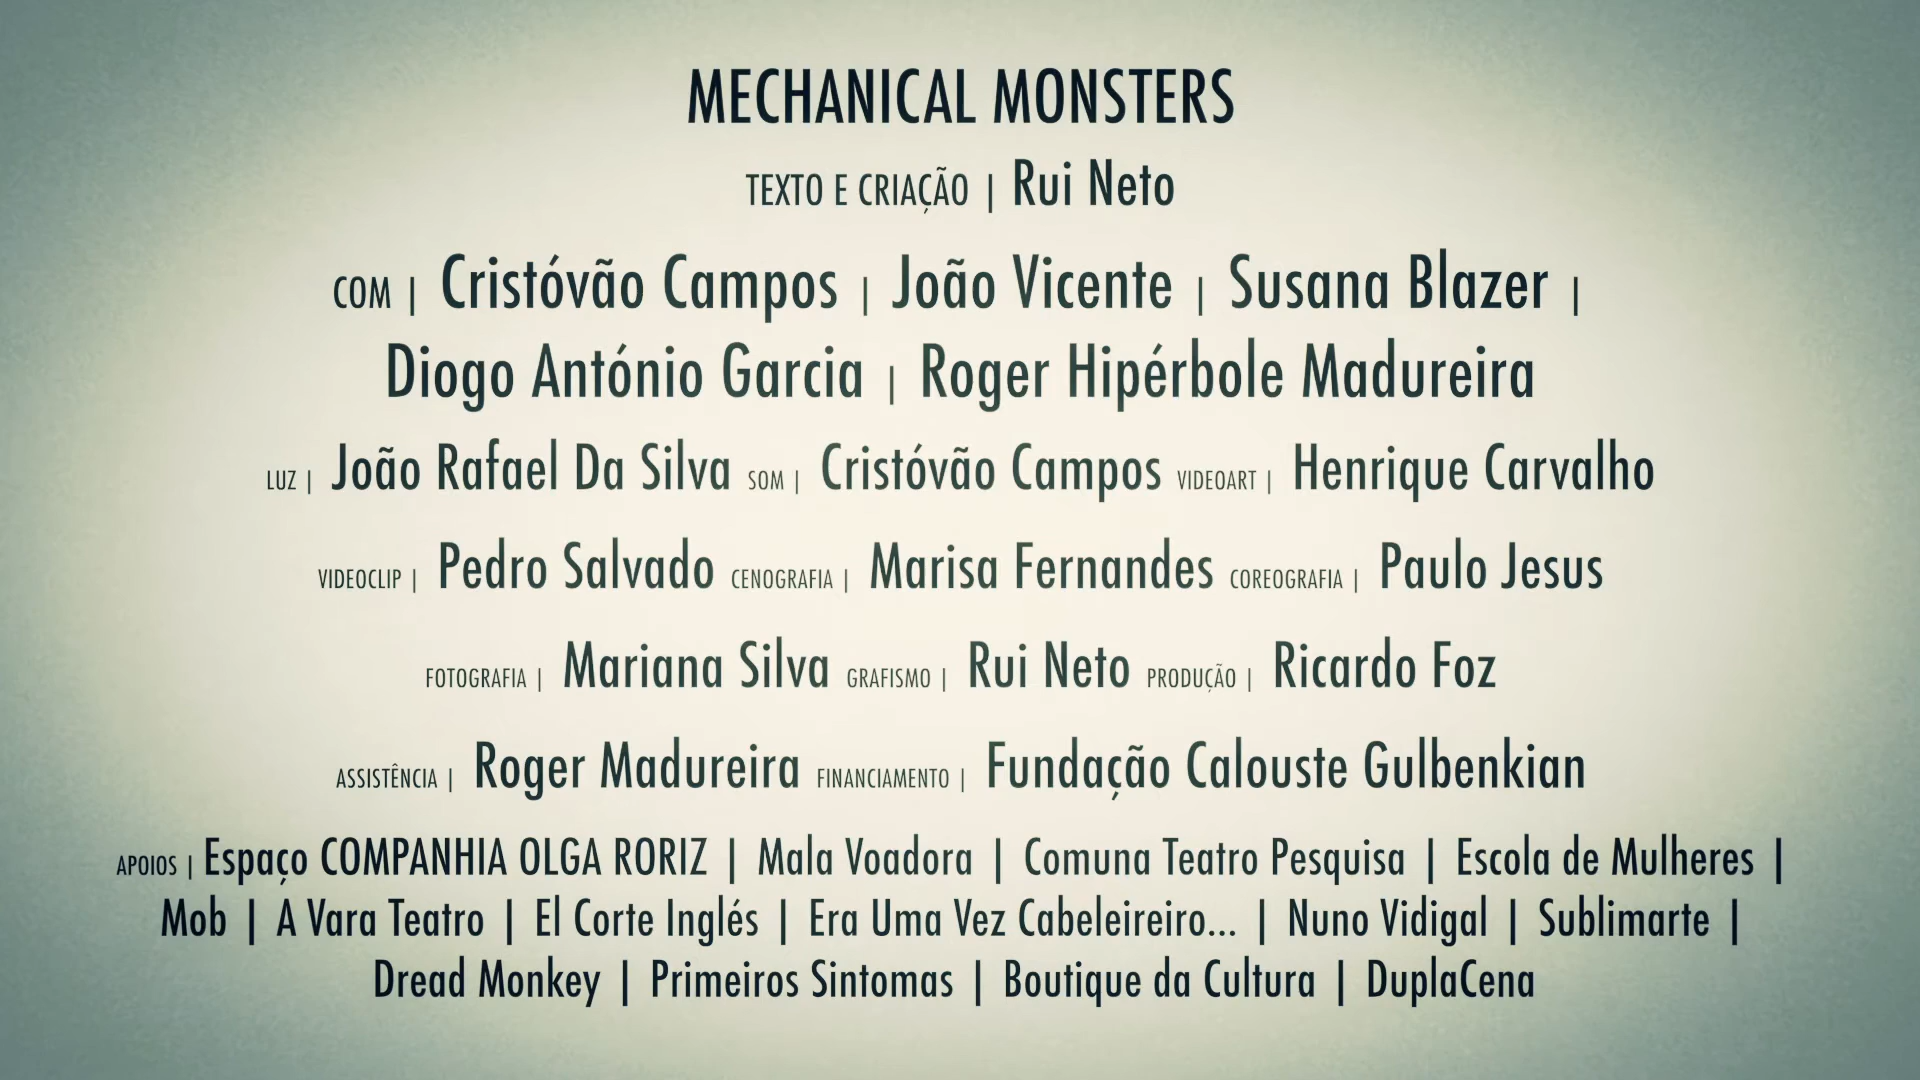 MECHANICAL MONSTERS
TEXTO E CRIAÇÃO | Rui Neto
COM | Cristóvão Campos | João Vicente | Susana Blazer |
Diogo António Garcia | Roger Hipérbole Madureira
LUZ | João Rafael Da Silva SOM | Cristóvão Campos VIDEOART | Henrique Carvalho
VIDEOCLIP | Pedro Salvado CENOGRAFIA | Marisa Fernandes COREOGRAFIA | Paulo Jesus
FOTOGRAFIA | Mariana Silva GRAFISMO | Rui Neto PRODUÇÃO | Ricardo Foz
ASSISTÊNCIA | Roger Madureira FINANCIAMENTO | Fundação Calouste Gulbenkian
APOIOS | Espaço COMPANHIA OLGA RORIZ | Mala Voadora | Comuna Teatro Pesquisa | Escola de Mulheres |
Mob | A Vara Teatro | El Corte Inglés | Era Uma Vez Cabeleireiro... | Nuno Vidigal | Sublimarte |
Dread Monkey | Primeiros Sintomas | Boutique da Cultura | DuplaCena